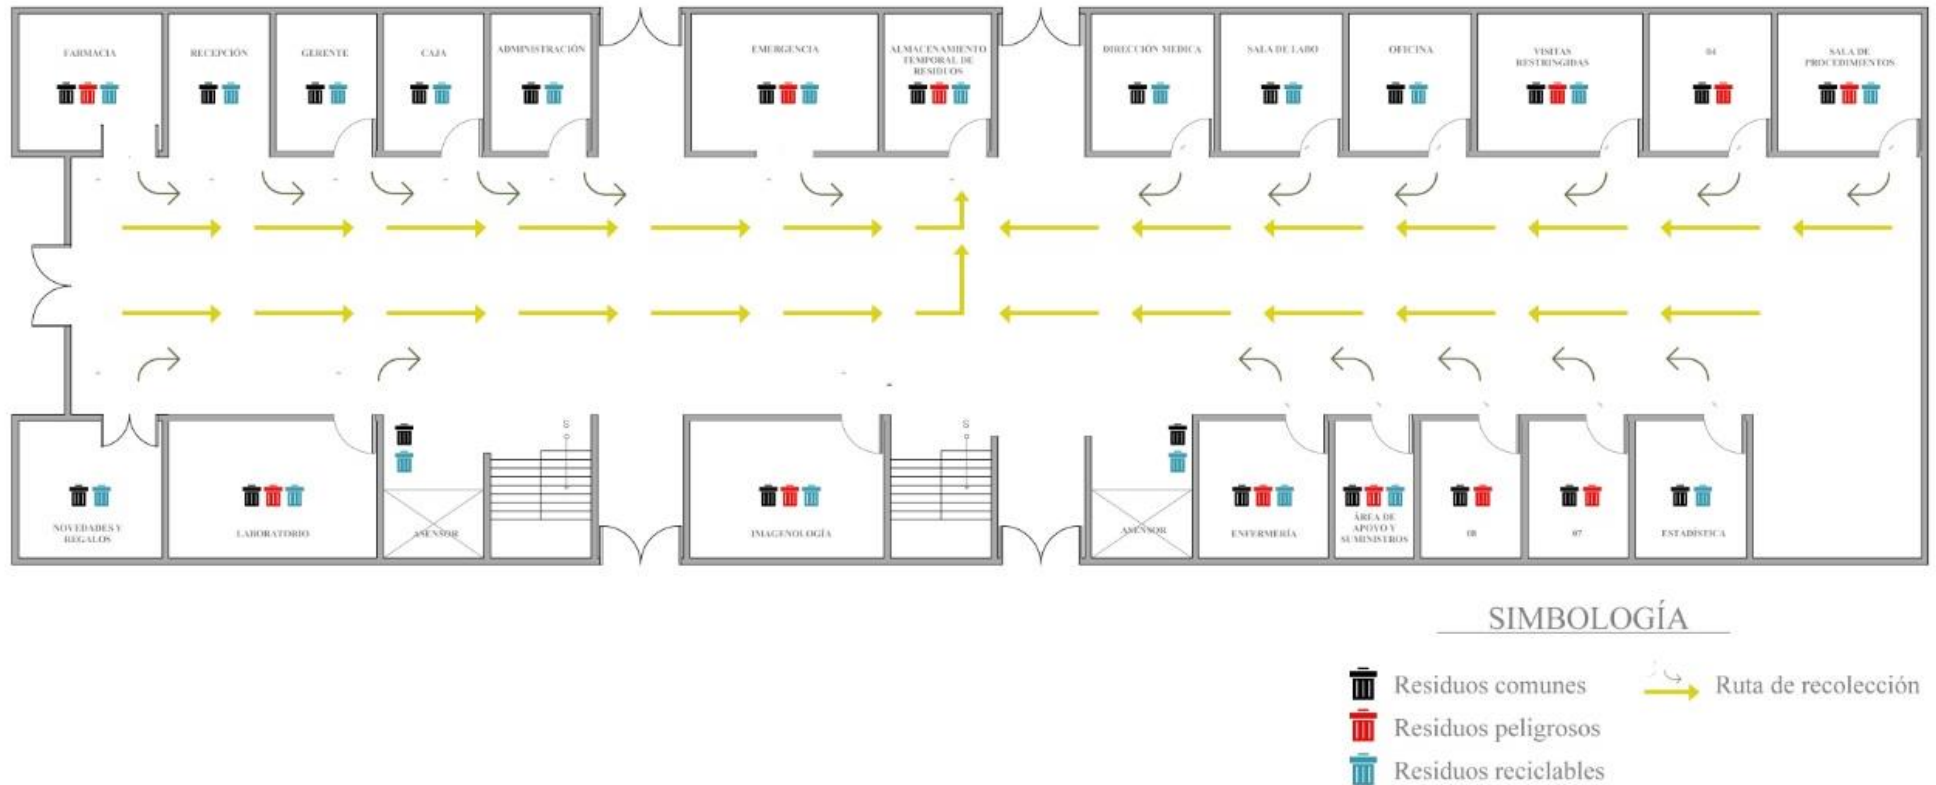 FARMACIA
RECEPCIÓN
GERENTE
CAJA
ADMINISTRACIÓN
EMERGENCIA
ALMACENAMIENTO
TEMPORAL DE
RESIDUOS
DIRECCIÓN MEDICA
SALA DE LABO
OFICINA
VISITAS
RESTRINGIDAS
04
SALA DE
PROCEDIMIENTOS
NOVEDADES Y
REGALOS
LABORATORIO
ASENSOR
S
IMAGENOLOGÍA
S
ASENSOR
ENFERMERÍA
ÁREA DE
APOYO Y
SUMINISTROS
08
07
ESTADÍSTICA
SIMBOLOGÍA
Residuos comunes
Ruta de recolección
Residuos peligrosos
Residuos reciclables